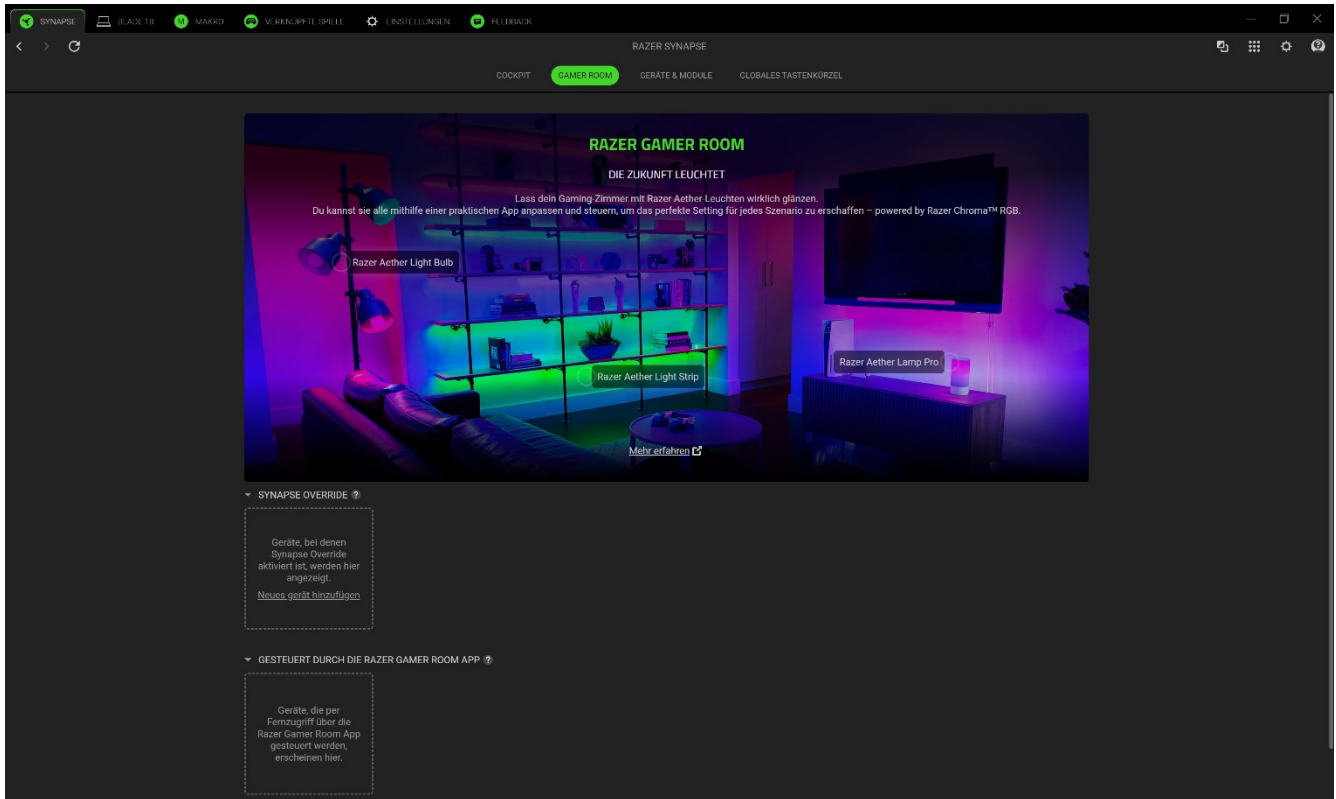 SYNAPSE
BLADE 18
MAKRO
VERKNÜPFTE SPIELE
EINSTELLUNGEN
FEEDBACK
RAZER SYNAPSE
COCKPIT
GAMER ROOM
GERÄTE & MODULE
GLOBALES TASTENKÜRZEL
RAZER GAMER ROOM
DIE ZUKUNFT LEUCHTET
Lass dein Gaming-Zimmer mit Razer Aether-Leuchten wirklich glänzen.
Du kannst sie alle mithilfe einer praktischen App anpassen und steuern, um das perfekte Setting für jedes Szenario zu erschaffen – powered by Razer Chroma™ RGB.
Razer Aether Light Bulb
Razer Aether Lamp Pro
Razer Aether Light Strip
Mehr erfahren
SYNAPSE OVERRIDE ?
Geräte, bei denen
Synapse Override
aktiviert ist, werden hier
angezeigt.
Neues gerät hinzufügen
GESTEUERT DURCH DIE RAZER GAMER ROOM APP ?
Geräte, die per
Fernzugriff über die
Razer Gamer Room App
gesteuert werden,
erscheinen hier.